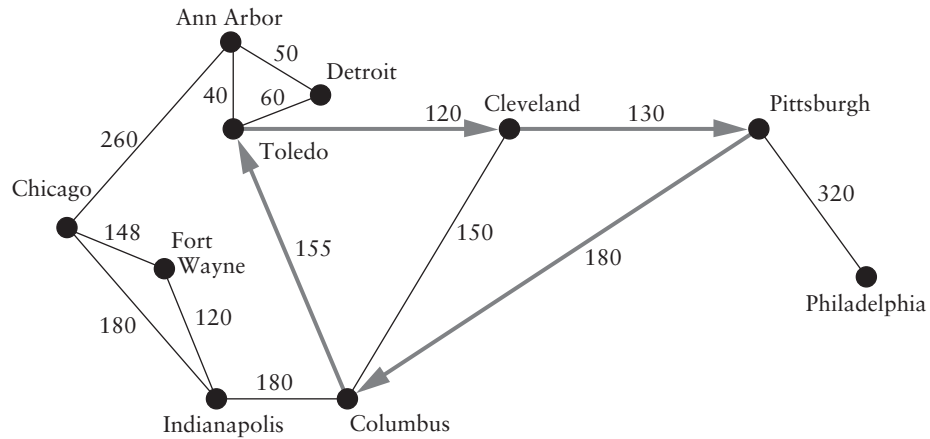 Ann Arbor
50
Detroit
40
60
Toledo
120
Cleveland
130
Pittsburgh
260
Chicago
148
Fort
Wayne
155
150
180
320
Philadelphia
180
120
180
Indianapolis
Columbus